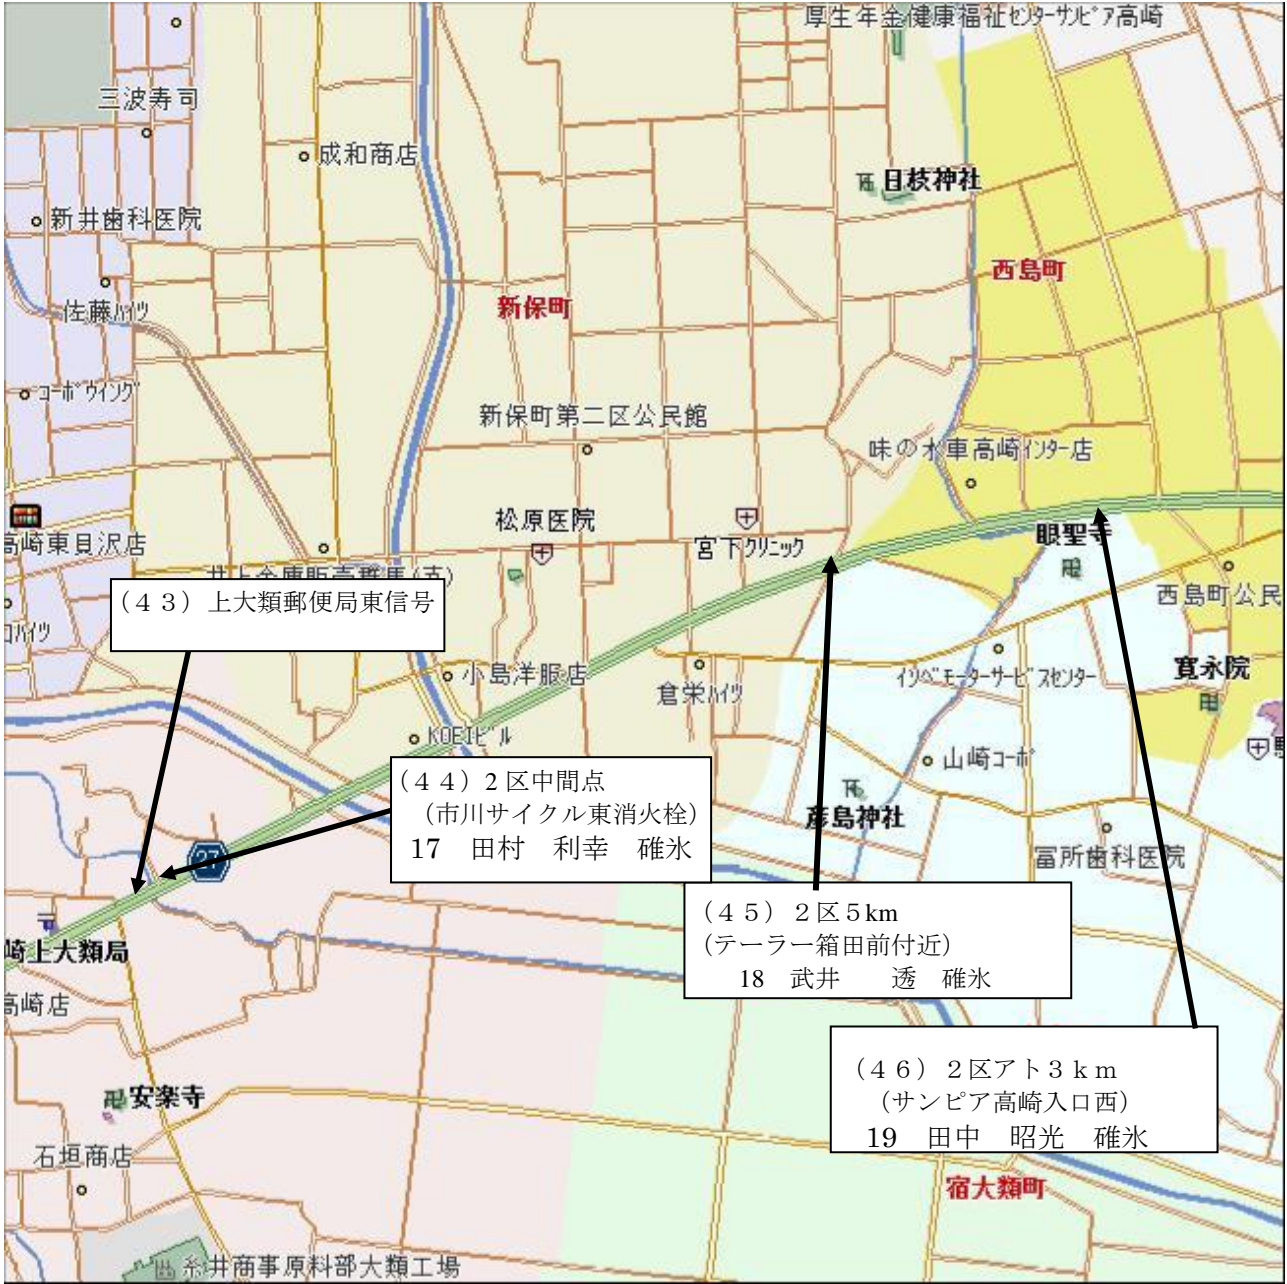 厚生年金健康福祉センターサンピア高崎
三波寿司
成和商店
日枝神社
新井歯科医院
西島町
佐藤ハイツ
新保町
コーポウイング
新保町第二区公民館
味の水車高崎インター店
松原医院
宮下クリニック
眼聖寺
高崎東貝沢店
西島町公民
(43)上大類郵便局東信号
小島洋服店
倉栄ハイツ
イソベモーターサービスセンター
寛永院
KOEIビル
山崎コーポ
(44)2区中間点
(市川サイクル東消火栓)
17 田村 利幸 碓氷
彦島神社
冨所歯科医院
27
(45)2区5km
(テーラー箱田前付近)
18 武井 透 碓氷
崎上大類局
高崎店
(46)2区アト3km
(サンピア高崎入口西)
19 田中 昭光 碓氷
安楽寺
石垣商店
宿大類町
糸井商事原料部大類工場